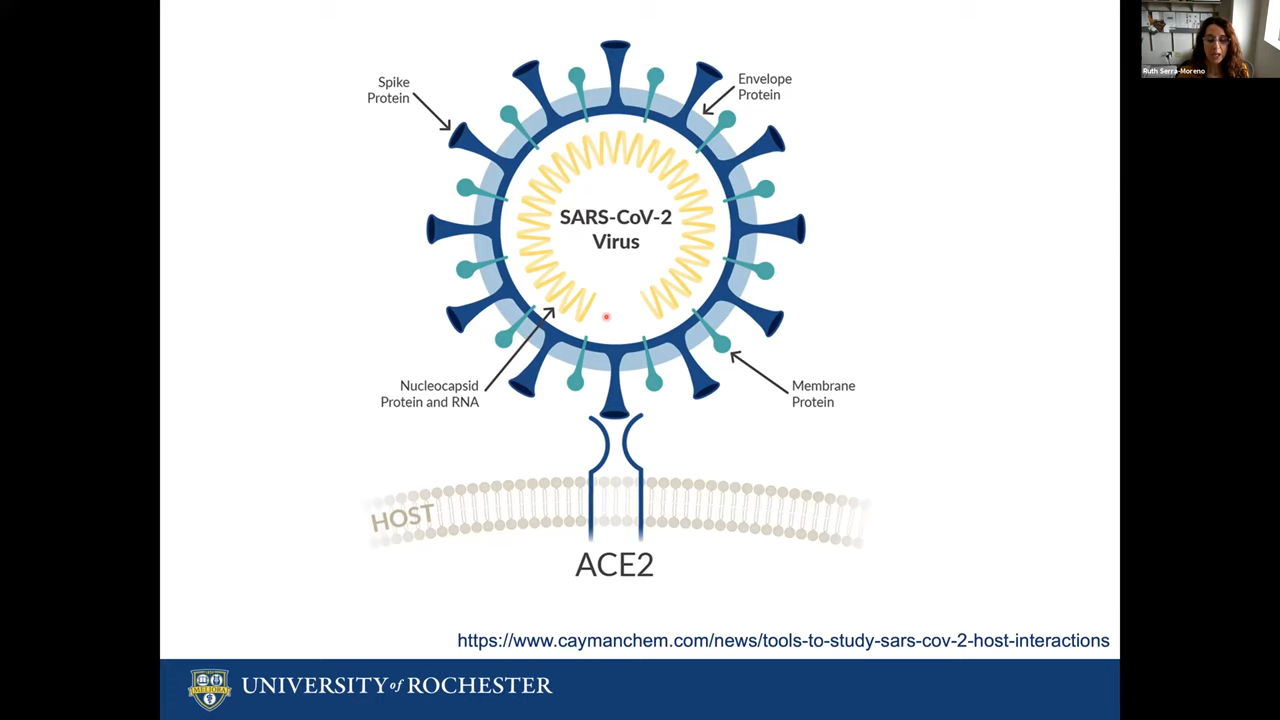 Ruth Serra-Moreno
Spike
Protein
Envelope
Protein
SARS-CoV-2
Virus
Nucleocapsid
Protein and RNA
Membrane
Protein
HOST
ACE2
https://www.caymanchem.com/news/tools-to-study-sars-cov-2-host-interactions
MELIORA
UNIVERSITY of ROCHESTER